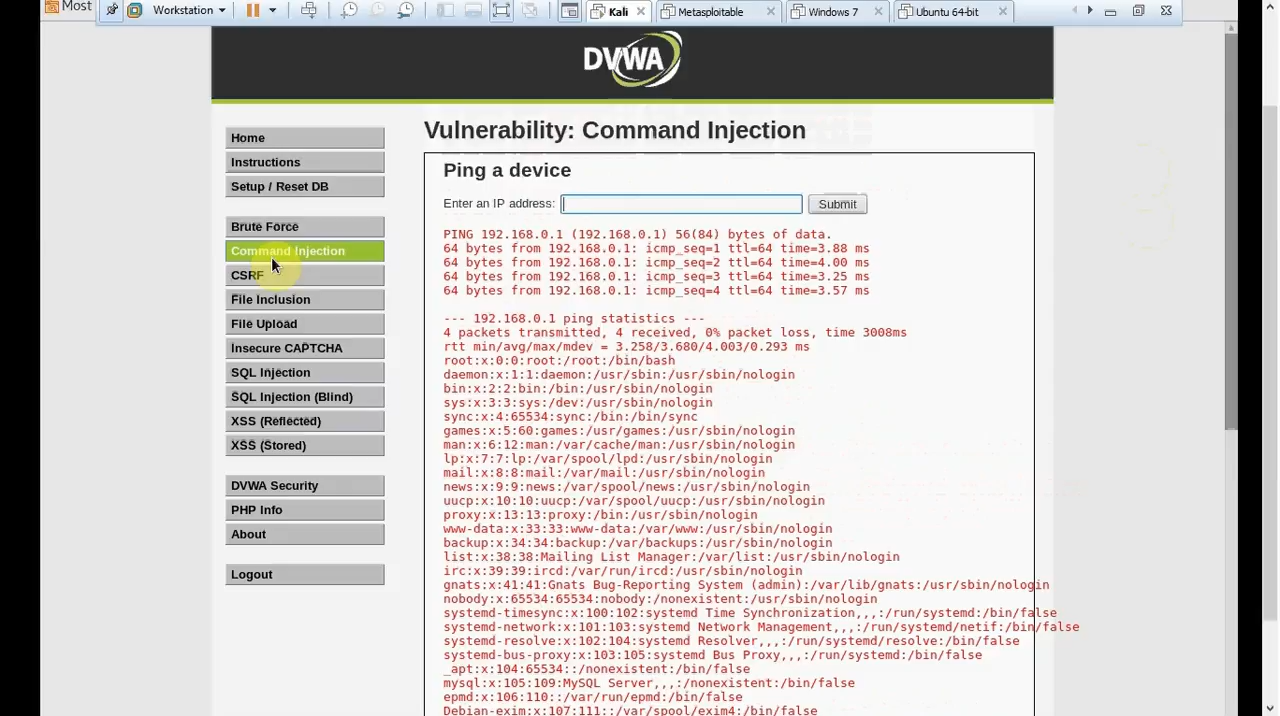 Most
Workstation
Kali
Metasploitable
Windows 7
Ubuntu 64-bit
DVWA
Home
Instructions
Setup / Reset DB
Brute Force
Command Injection
CSRF
File Inclusion
File Upload
Insecure CAPTCHA
SQL Injection
SQL Injection (Blind)
XSS (Reflected)
XSS (Stored)
DVWA Security
PHP Info
About
Logout
Vulnerability: Command Injection
Ping a device
Enter an IP address:
Submit
PING 192.168.0.1 (192.168.0.1) 56(84) bytes of data.
64 bytes from 192.168.0.1: icmp_seq=1 ttl=64 time=3.88 ms
64 bytes from 192.168.0.1: icmp_seq=2 ttl=64 time=4.00 ms
64 bytes from 192.168.0.1: icmp_seq=3 ttl=64 time=3.25 ms
64 bytes from 192.168.0.1: icmp_seq=4 ttl=64 time=3.57 ms
--- 192.168.0.1 ping statistics ---
4 packets transmitted, 4 received, 0% packet loss, time 3008ms
rtt min/avg/max/mdev = 3.258/3.680/4.003/0.293 ms
root:x:0:0:root:/root:/bin/bash
daemon:x:1:1:daemon:/usr/sbin:/usr/sbin/nologin
bin:x:2:2:bin:/bin:/usr/sbin/nologin
sys:x:3:3:sys:/dev:/usr/sbin/nologin
sync:x:4:65534:sync:/bin:/bin/sync
games:x:5:60:games:/usr/games:/usr/sbin/nologin
man:x:6:12:man:/var/cache/man:/usr/sbin/nologin
lp:x:7:7:lp:/var/spool/lpd:/usr/sbin/nologin
mail:x:8:8:mail:/var/mail:/usr/sbin/nologin
news:x:9:9:news:/var/spool/news:/usr/sbin/nologin
uucp:x:10:10:uucp:/var/spool/uucp:/usr/sbin/nologin
proxy:x:13:13:proxy:/bin:/usr/sbin/nologin
www-data:x:33:33:www-data:/var/www:/usr/sbin/nologin
backup:x:34:34:backup:/var/backups:/usr/sbin/nologin
list:x:38:38:Mailing List Manager:/var/list:/usr/sbin/nologin
irc:x:39:39:ircd:/var/run/ircd:/usr/sbin/nologin
gnats:x:41:41:Gnats Bug-Reporting System (admin):/var/lib/gnats:/usr/sbin/nologin
nobody:x:65534:65534:nobody:/nonexistent:/usr/sbin/nologin
systemd-timesync:x:100:102:systemd Time Synchronization,,,:/run/systemd:/bin/false
systemd-network:x:101:103:systemd Network Management,,,:/run/systemd/netif:/bin/false
systemd-resolve:x:102:104:systemd Resolver,,,:/run/systemd/resolve:/bin/false
systemd-bus-proxy:x:103:105:systemd Bus Proxy,,,:/run/systemd:/bin/false
_apt:x:104:65534::/nonexistent:/bin/false
mysql:x:105:109:MySQL Server,,,:/nonexistent:/bin/false
epmd:x:106:110::/var/run/epmd:/bin/false
Debian-exim:x:107:111::/var/spool/exim4:/bin/false